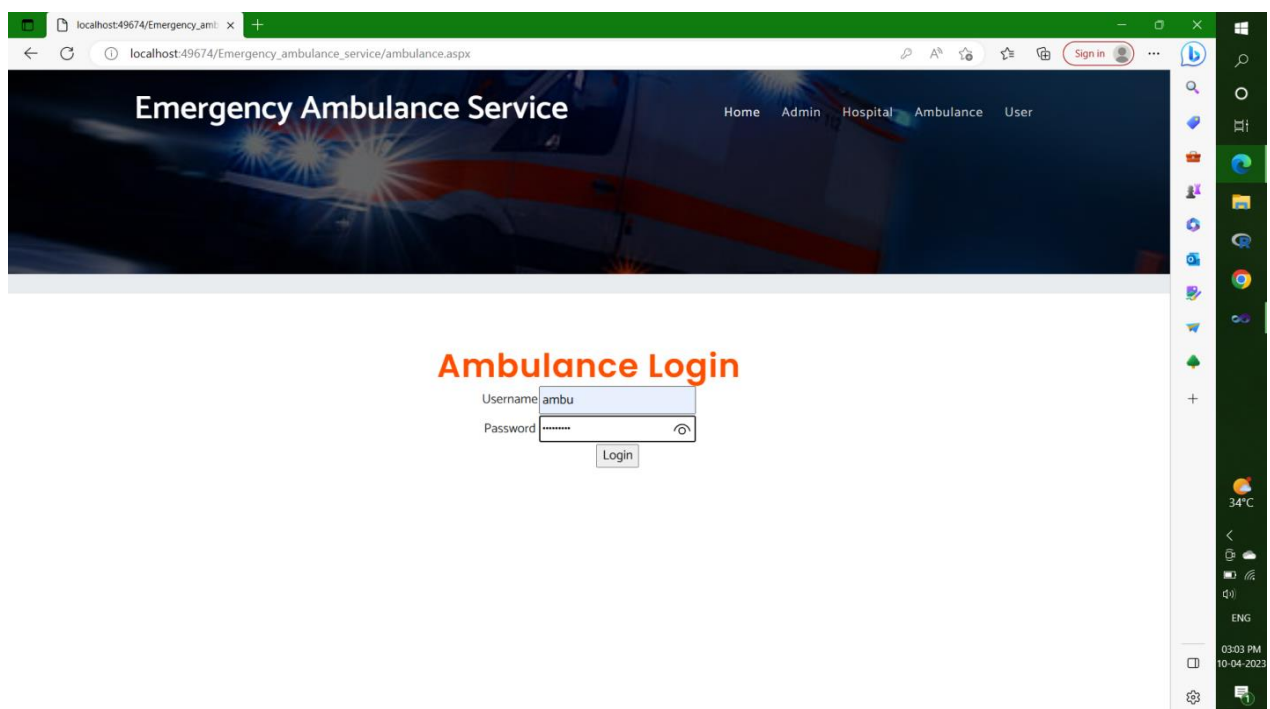 localhost:49674/Emergency_amb
localhost:49674/Emergency_ambulance_service/ambulance.aspx
Sign in
Emergency Ambulance Service
Home Admin Hospital Ambulance User
Ambulance Login
Username ambu
Password
Login
34°C
ENG
03:03 PM
10-04-2023
1